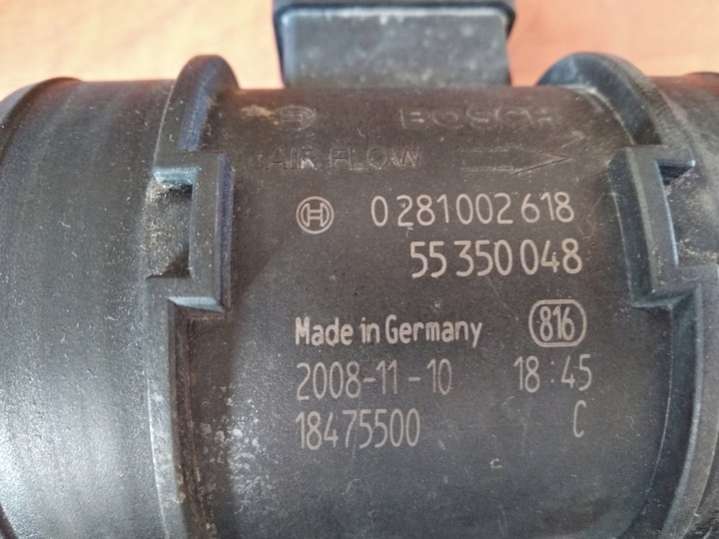 BOSCH
AIR FLOW
0 281 002 618
55 350 048
Made in Germany 816
2008-11-10 18:45
18475500 C